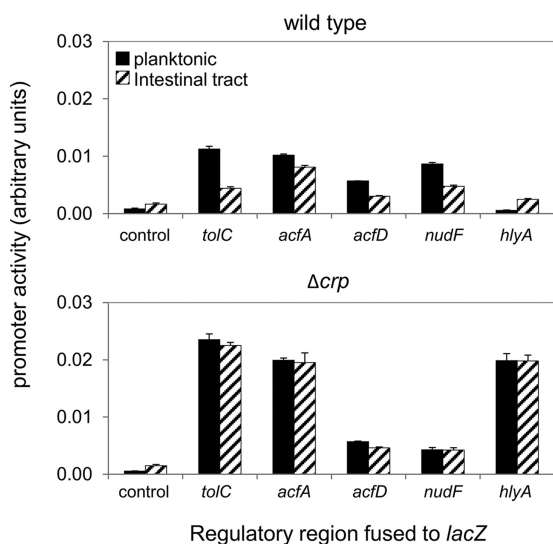 wild type
0.03
planktonic
Intestinal tract
0.02
0.01
0.00
control tolC acfA acfD nudF hlyA
promoter activity (arbitrary units)
Δcrp
0.03
0.02
0.01
0.00
control tolC acfA acfD nudF hlyA
Regulatory region fused to lacZ